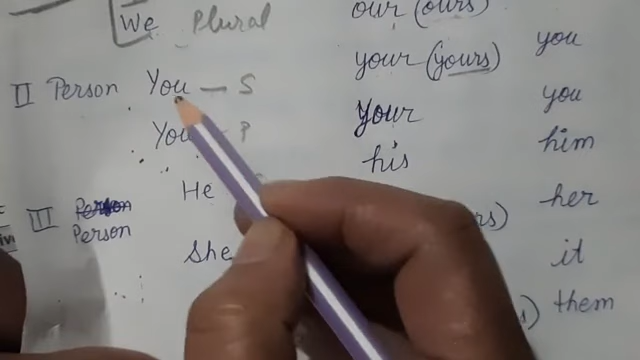 We Plural our (ours)
II Person You — S your (yours) you
You - P your you
his him
III Person He her
Person She it
them